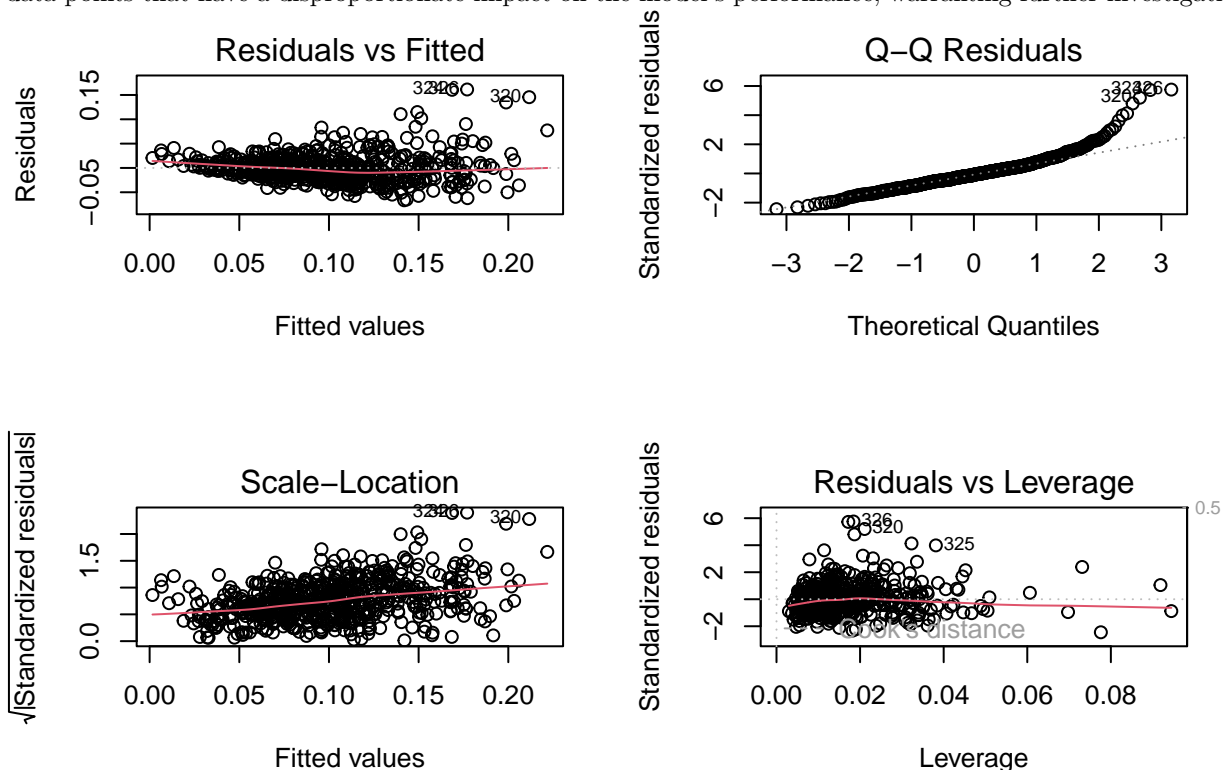 data points that have a disproportionate impact on the model's performance, warranting further investigati
Residuals vs Fitted
Residuals
0.15
−0.05
320
0.00 0.05 0.10 0.15 0.20
Fitted values
Q−Q Residuals
Standardized residuals
6
2
−2
320
−3 −2 −1 0 1 2 3
Theoretical Quantiles
Scale−Location
√|Standardized residuals|
1.5
0.0
320
0.00 0.05 0.10 0.15 0.20
Fitted values
Residuals vs Leverage
Standardized residuals
6
2
−2
326
320
325
0.5
Cook's distance
0.00 0.02 0.04 0.06 0.08
Leverage